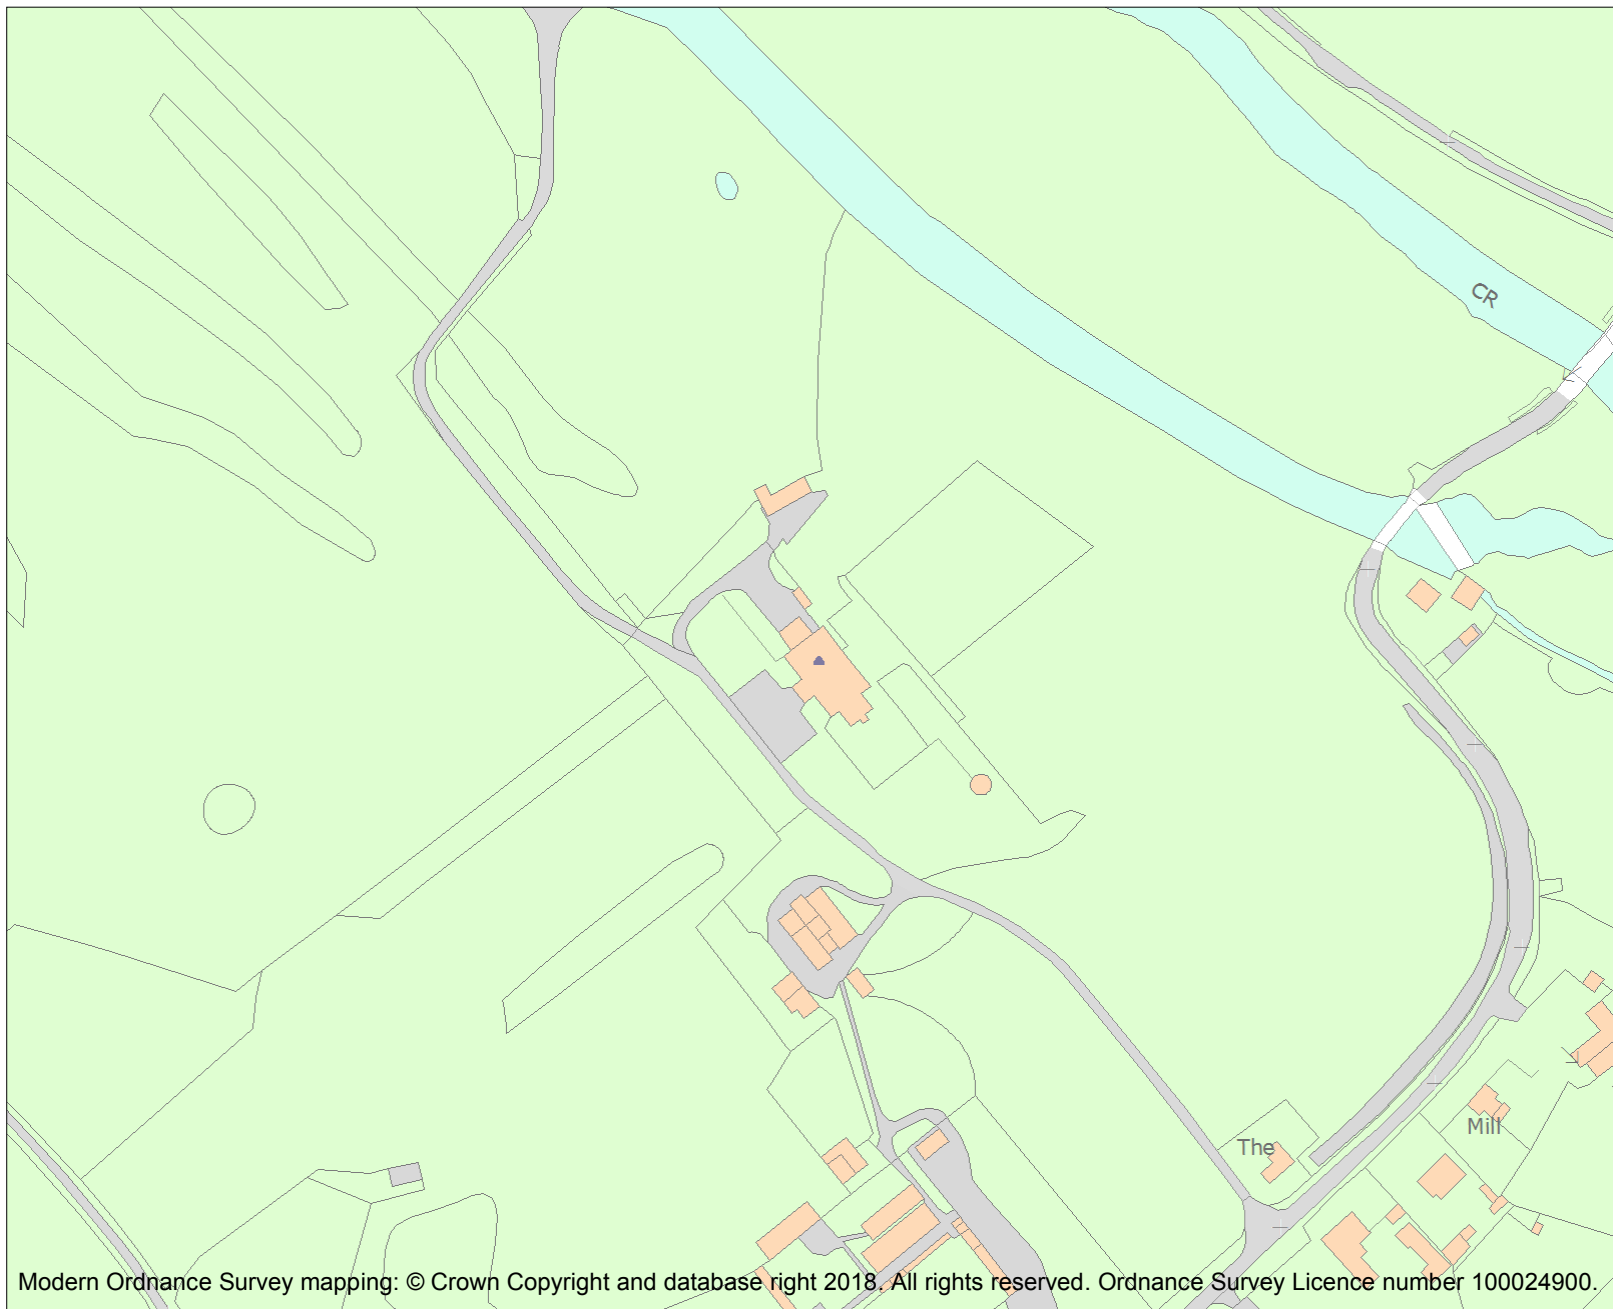 CR
The
Mill
Modern Ordnance Survey mapping: © Crown Copyright and database right 2018. All rights reserved. Ordnance Survey Licence number 100024900.